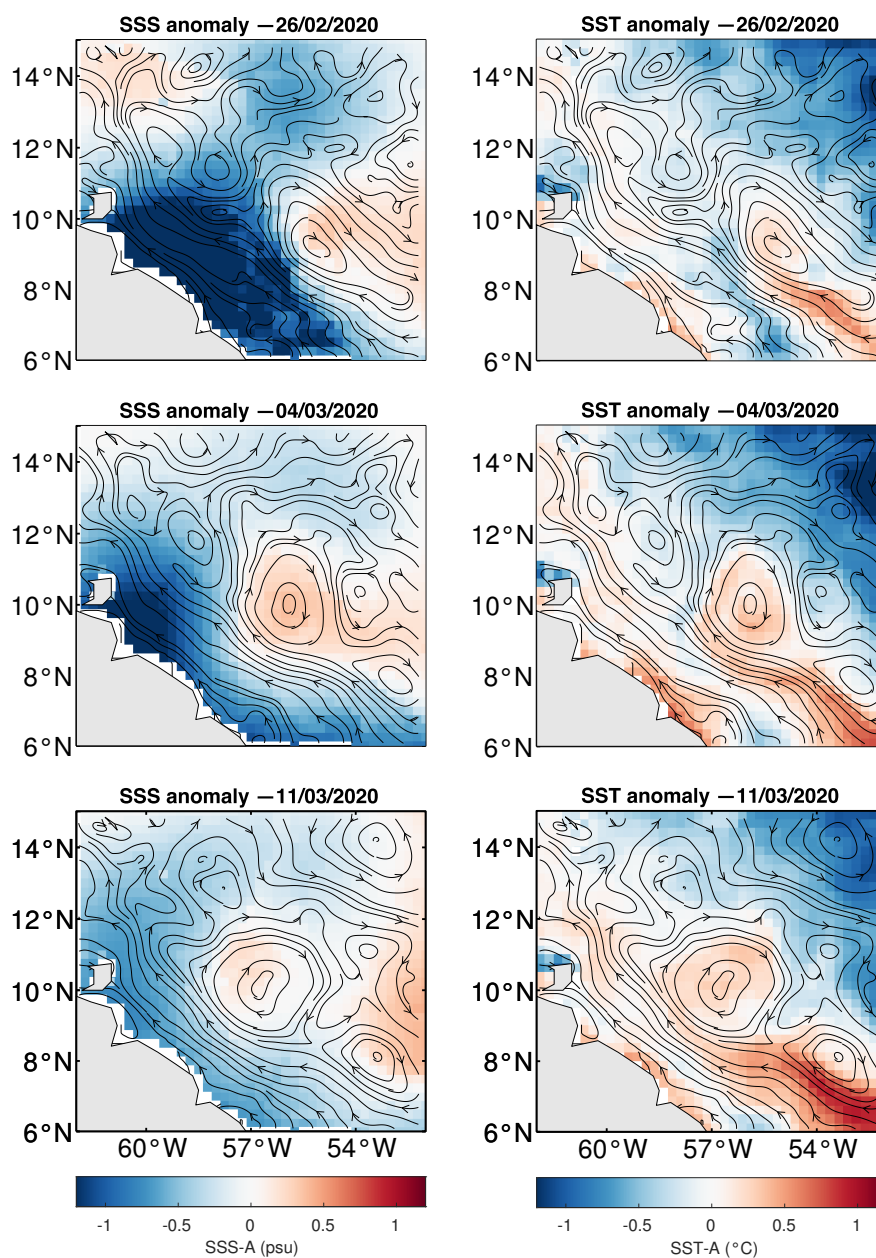 SSS anomaly —26/02/2020
SST anomaly —26/02/2020
14°N
12°N
10°N
8°N
6°N
14°N
12°N
10°N
8°N
6°N
SSS anomaly —04/03/2020
SST anomaly —04/03/2020
14°N
12°N
10°N
8°N
6°N
14°N
12°N
10°N
8°N
6°N
SSS anomaly —11/03/2020
SST anomaly —11/03/2020
14°N
12°N
10°N
8°N
6°N
14°N
12°N
10°N
8°N
6°N
60°W 57°W 54°W
60°W 57°W 54°W
-1 -0.5 0 0.5 1
SSS-A (psu)
-1 -0.5 0 0.5 1
SST-A (°C)